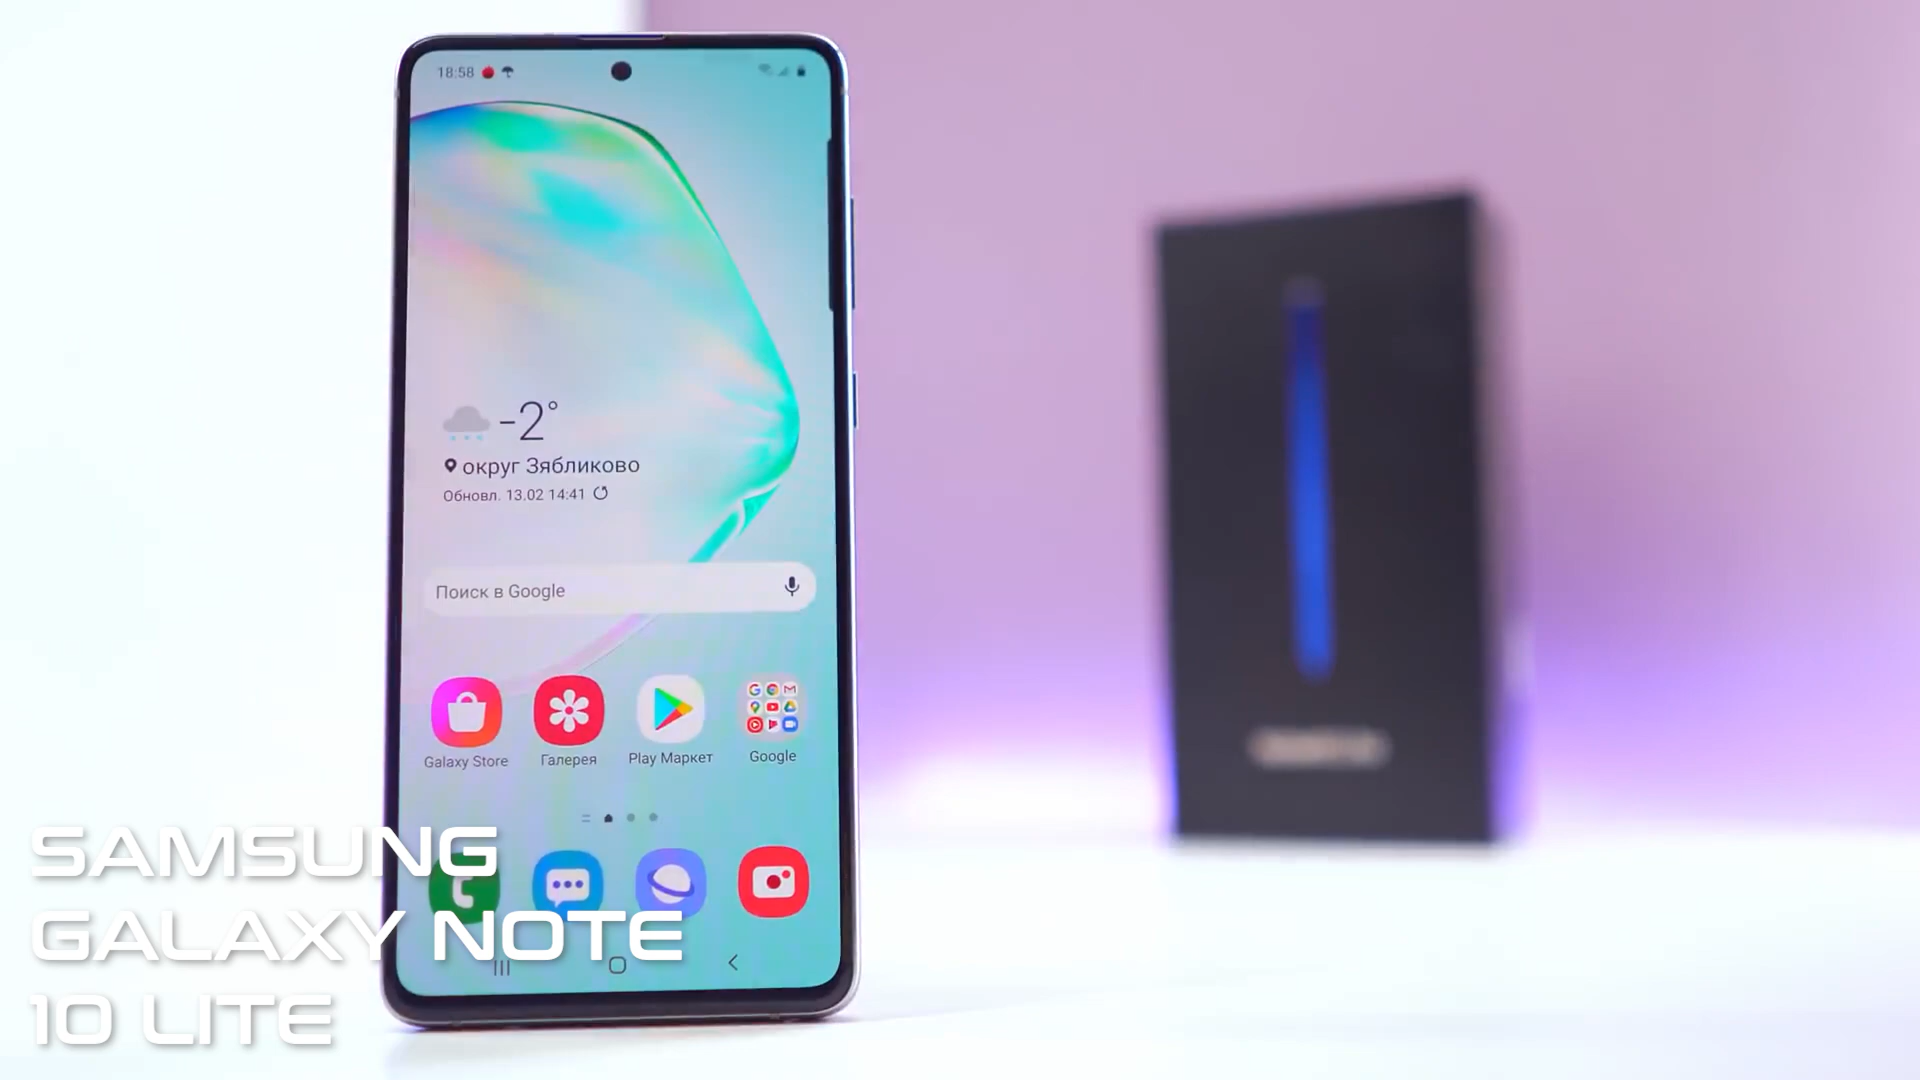 18:58
-2°
округ Зябликово
Обновл. 13.02 14:41
Поиск в Google
Galaxy Store
Галерея
Play Маркет
Google
SAMSUNG
GALAXY NOTE
10 LITE